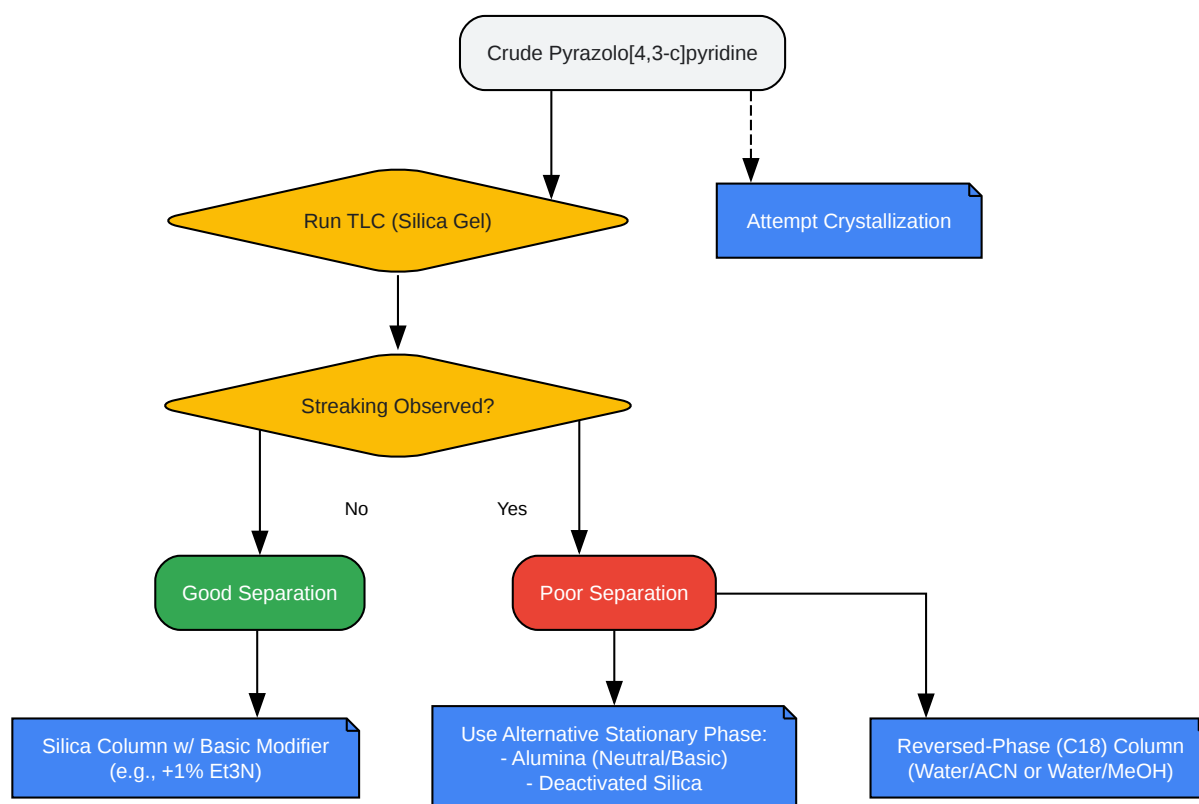 Crude Pyrazolo[4,3-c]pyridine
Run TLC (Silica Gel)
Attempt Crystallization
Streaking Observed?
No
Yes
Good Separation
Poor Separation
Silica Column w/ Basic Modifier
(e.g., +1% Et3N)
Use Alternative Stationary Phase:
- Alumina (Neutral/Basic)
- Deactivated Silica
Reversed-Phase (C18) Column
(Water/ACN or Water/MeOH)